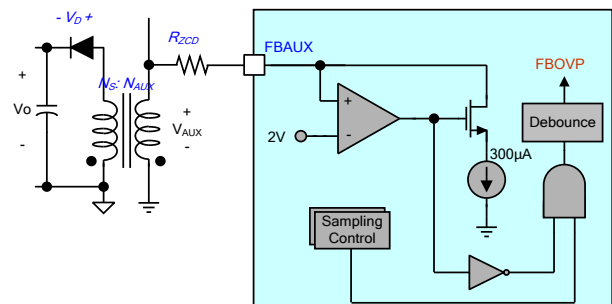 - VD +
RZCD
FBAUX
FBOVP
NS: NAUX
+
Vo
-
+
VAUX
-
+
-
2V
300µA
Debounce
Sampling
Control